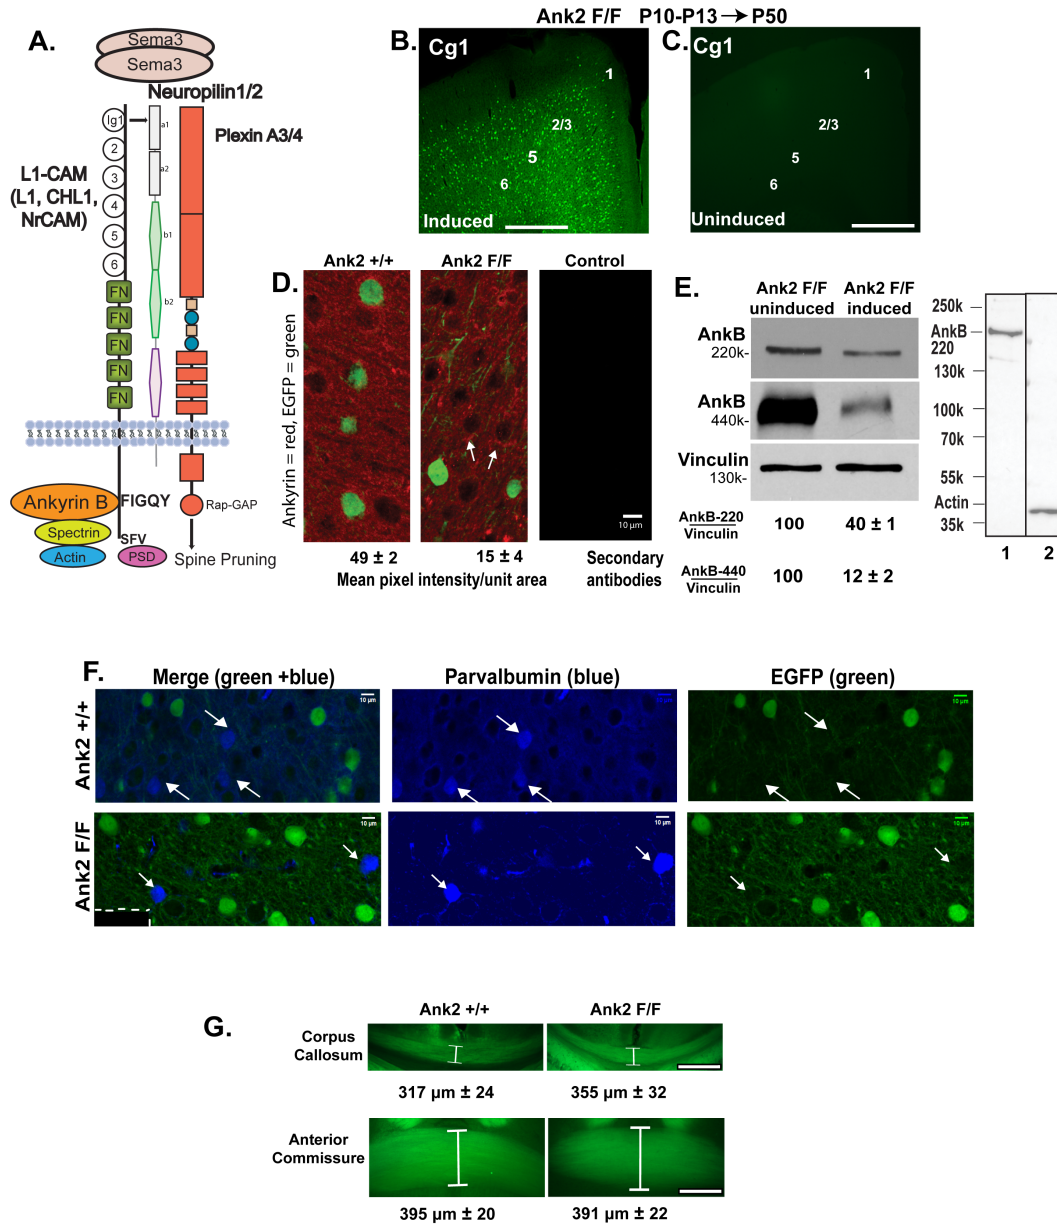 Ank2 F/F P10-P13 → P50
A.
Sema3
Sema3
Neuropilin1/2
Plexin A3/4
L1-CAM
(L1, CHL1,
NrCAM)
Ig1
2
3
4
5
6
FN
FN
FN
FN
FN
a1
a2
b1
b2
Ankyrin B
FIGQY
Spectrin
Actin
SFV
PSD
Rap-GAP
Spine Pruning
B.
Cg1
1
2/3
5
6
Induced
C.
Cg1
1
2/3
5
6
Uninduced
D.
Ank2 +/+
Ank2 F/F
Control
Ankyrin = red, EGFP = green
10 µm
49 ± 2
15 ± 4
Mean pixel intensity/unit area
Secondary
antibodies
E.
Ank2 F/F
uninduced
Ank2 F/F
induced
AnkB
220k-
AnkB
440k-
Vinculin
130k-
AnkB-220
Vinculin
100
40 ± 1
AnkB-440
Vinculin
100
12 ± 2
250k
AnkB
220
130k
100k
70k
55k
Actin
35k
1
2
F.
Merge (green +blue)
Parvalbumin (blue)
EGFP (green)
Ank2 +/+
10 µm
10 µm
10 µm
Ank2 F/F
10 µm
10 µm
10 µm
G.
Ank2 +/+
Ank2 F/F
Corpus
Callosum
317 µm ± 24
355 µm ± 32
Anterior
Commissure
395 µm ± 20
391 µm ± 22